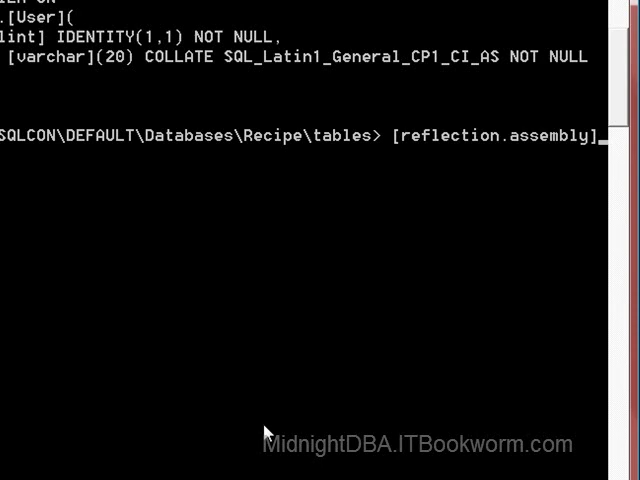 .[User](
lint] IDENTITY(1,1) NOT NULL,
[varchar](20) COLLATE SQL_Latin1_General_CP1_CI_AS NOT NULL
SQLCON\DEFAULT\Databases\Recipe\tables> [reflection.assembly]_
MidnightDBA.ITBookworm.com